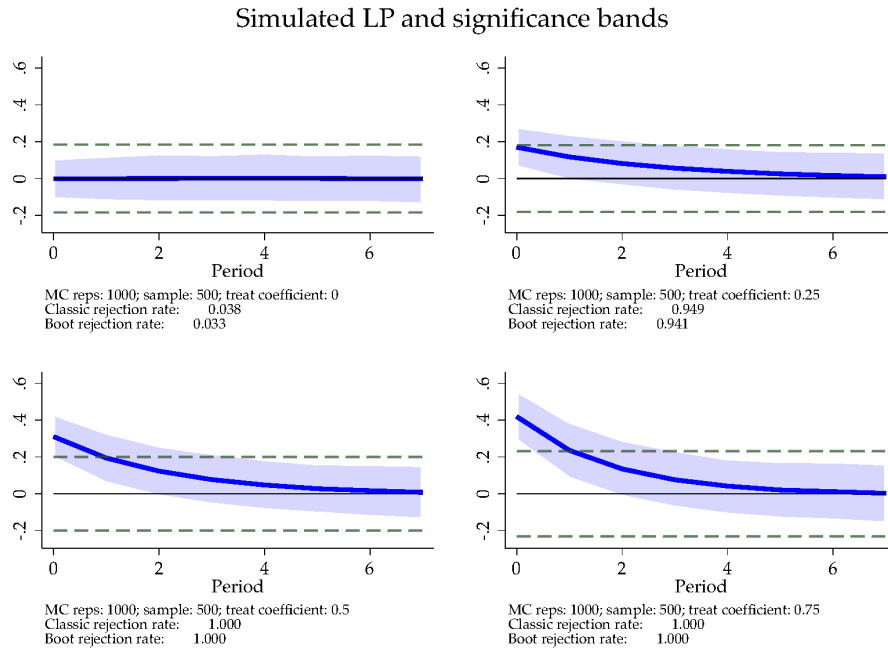 Simulated LP and significance bands
.6
.4
.2
0
-.2
0 2 4 6
Period
MC reps: 1000; sample: 500; treat coefficient: 0
Classic rejection rate: 0.038
Boot rejection rate: 0.033
.6
.4
.2
0
-.2
0 2 4 6
Period
MC reps: 1000; sample: 500; treat coefficient: 0.25
Classic rejection rate: 0.949
Boot rejection rate: 0.941
.6
.4
.2
0
-.2
0 2 4 6
Period
MC reps: 1000; sample: 500; treat coefficient: 0.5
Classic rejection rate: 1.000
Boot rejection rate: 1.000
.6
.4
.2
0
-.2
0 2 4 6
Period
MC reps: 1000; sample: 500; treat coefficient: 0.75
Classic rejection rate: 1.000
Boot rejection rate: 1.000